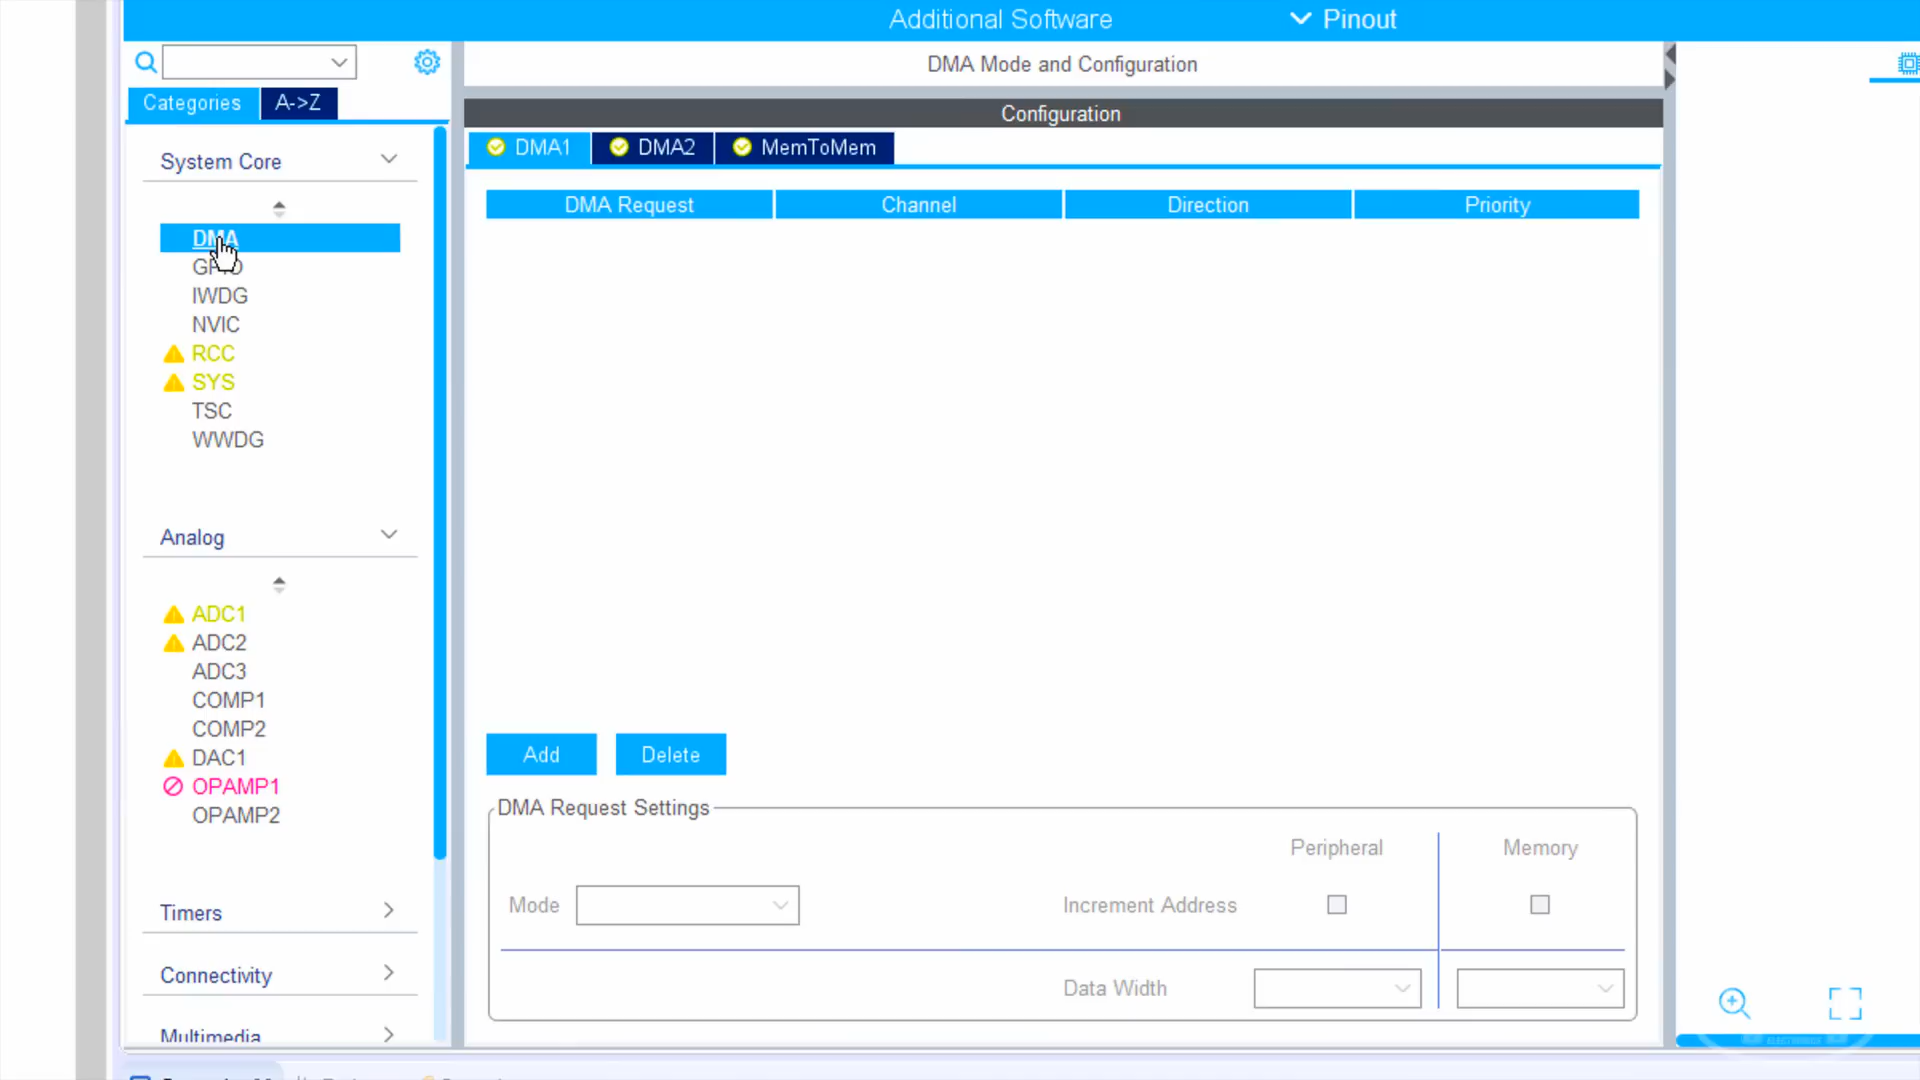 Additional Software
Pinout
DMA Mode and Configuration
Categories
A->Z
Configuration
DMA1
DMA2
MemToMem
System Core
DMA Request
Channel
Direction
Priority
DMA
GPIO
IWDG
NVIC
RCC
SYS
TSC
WWDG
Analog
ADC1
ADC2
ADC3
COMP1
COMP2
DAC1
OPAMP1
OPAMP2
Add
Delete
DMA Request Settings
Peripheral
Memory
Mode
Increment Address
Data Width
Timers
Connectivity
Multimedia
ELECTRONICS